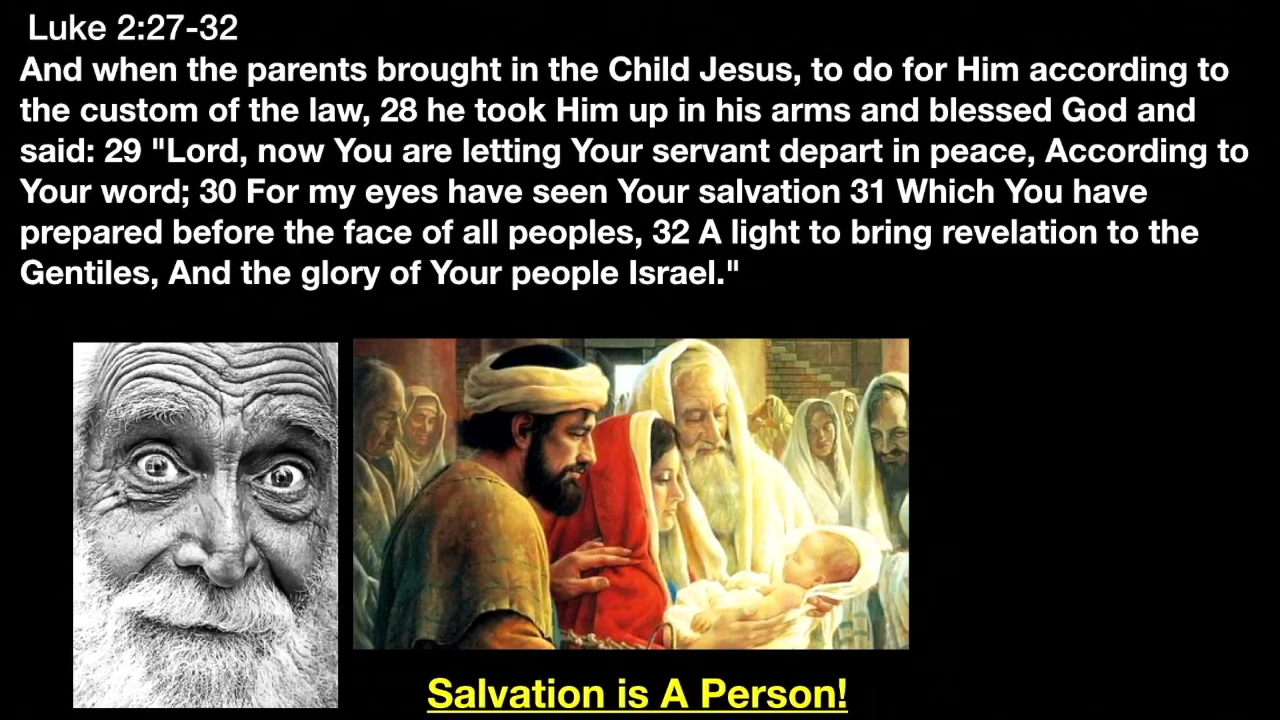 Luke 2:27-32
And when the parents brought in the Child Jesus, to do for Him according to
the custom of the law, 28 he took Him up in his arms and blessed God and
said: 29 "Lord, now You are letting Your servant depart in peace, According to
Your word; 30 For my eyes have seen Your salvation 31 Which You have
prepared before the face of all peoples, 32 A light to bring revelation to the
Gentiles, And the glory of Your people Israel."
Salvation is A Person!